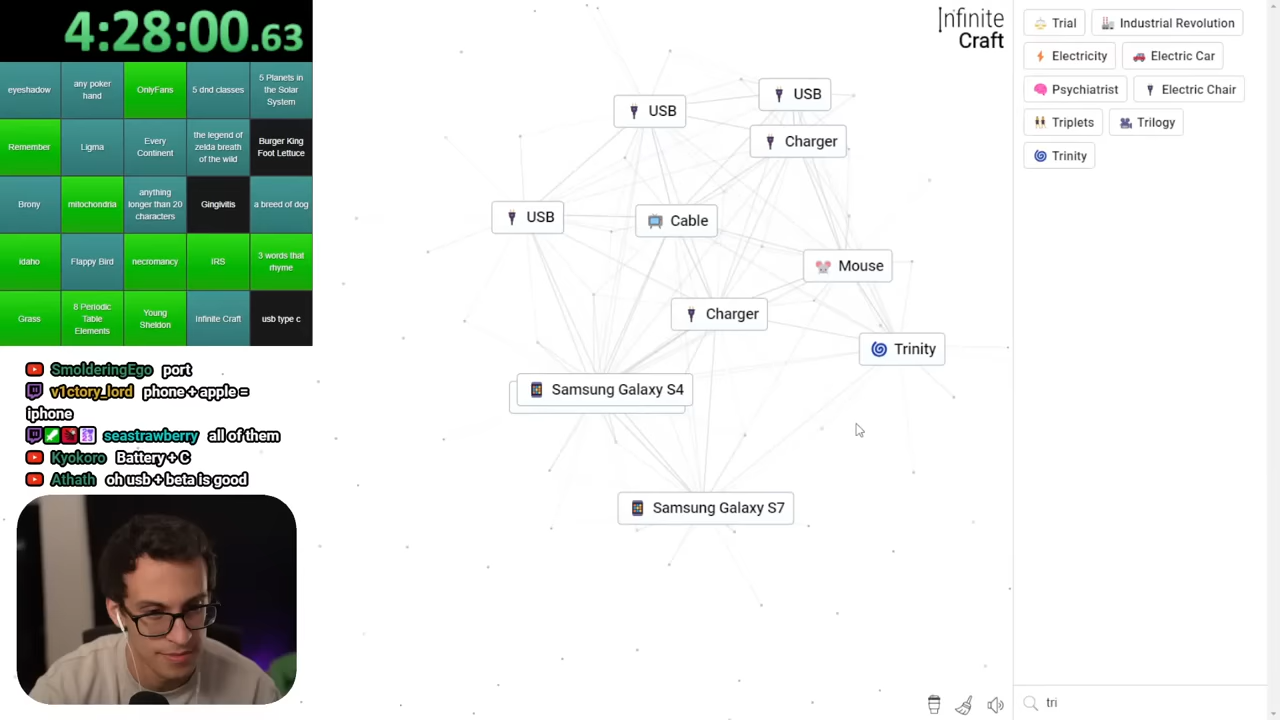 4:28:00.63
eyeshadow
any poker
hand
OnlyFans
5 dnd classes
5 Planets in
the Solar
System
Remember
Ligma
Every
Continent
the legend of
zelda breath
of the wild
Burger King
Foot Lettuce
Brony
mitochondria
anything
longer than 20
characters
Gingivitis
a breed of dog
idaho
Flappy Bird
necromancy
IRS
3 words that
rhyme
Grass
8 Periodic
Table
Elements
Young
Sheldon
Infinite Craft
usb type c
SmolderingEgo port
v1ctory_lord phone + apple =
iphone
seastrawberry all of them
Kyokoro Battery + C
Athath oh usb + beta is good
Infinite
Craft
USB
USB
Charger
USB
Cable
Mouse
Charger
Trinity
Samsung Galaxy S4
Samsung Galaxy S7
Trial
Industrial Revolution
Electricity
Electric Car
Psychiatrist
Electric Chair
Triplets
Trilogy
Trinity
tri